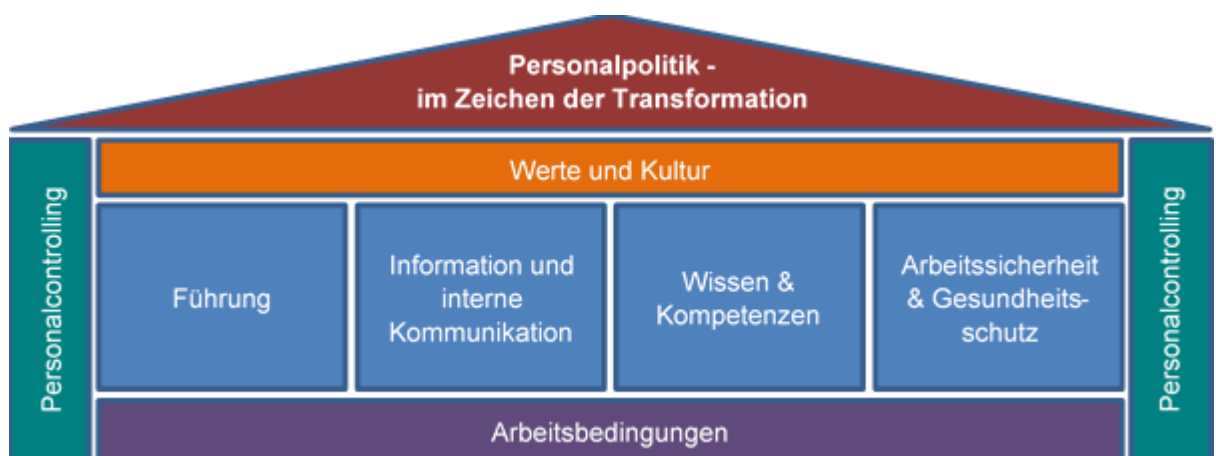 Personalpolitik -
im Zeichen der Transformation
Personalcontrolling
Werte und Kultur
Führung
Information und
interne
Kommunikation
Wissen &
Kompetenzen
Arbeitssicherheit
& Gesundheits-
schutz
Arbeitsbedingungen
Personalcontrolling